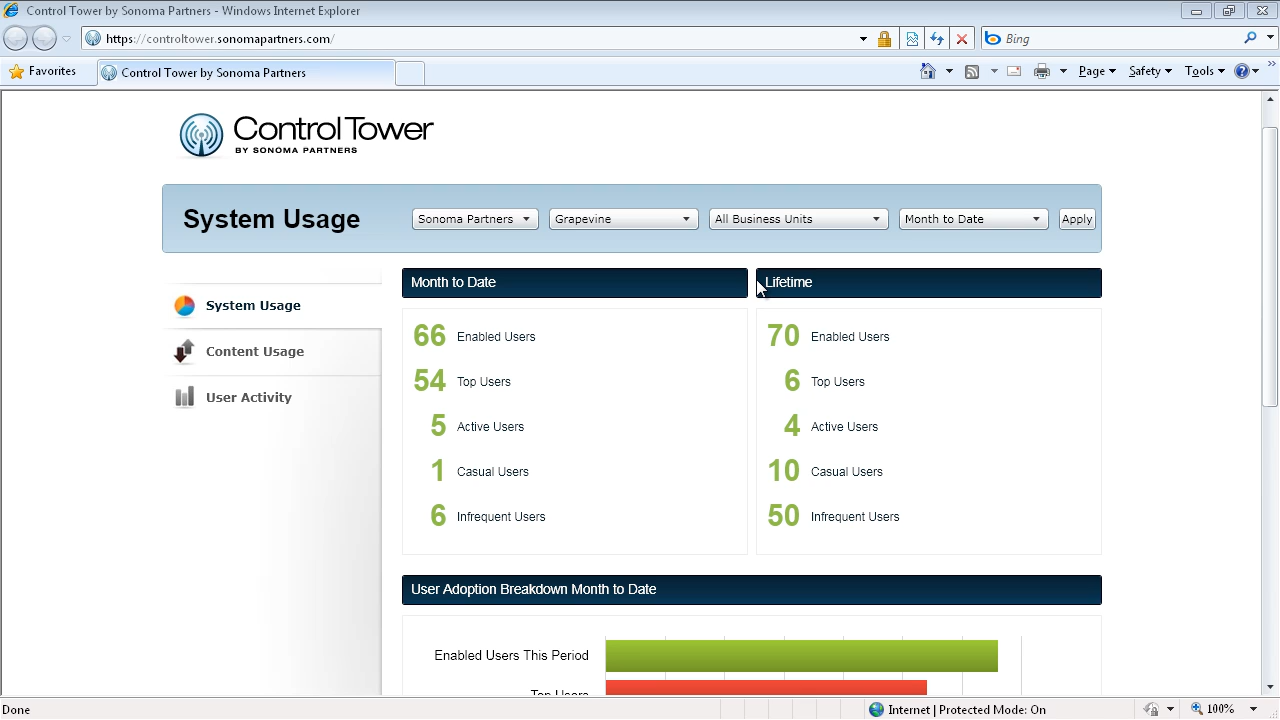 Control Tower by Sonoma Partners - Windows Internet Explorer
https://controltower.sonomapartners.com/
Bing
Favorites
Control Tower by Sonoma Partners
Page
Safety
Tools
Control Tower
BY SONOMA PARTNERS
System Usage
Sonoma Partners
Grapevine
All Business Units
Month to Date
Apply
System Usage
Content Usage
User Activity
Month to Date
66 Enabled Users
54 Top Users
5 Active Users
1 Casual Users
6 Infrequent Users
Lifetime
70 Enabled Users
6 Top Users
4 Active Users
10 Casual Users
50 Infrequent Users
User Adoption Breakdown Month to Date
Enabled Users This Period
Top Users
Done
Internet | Protected Mode: On
100%